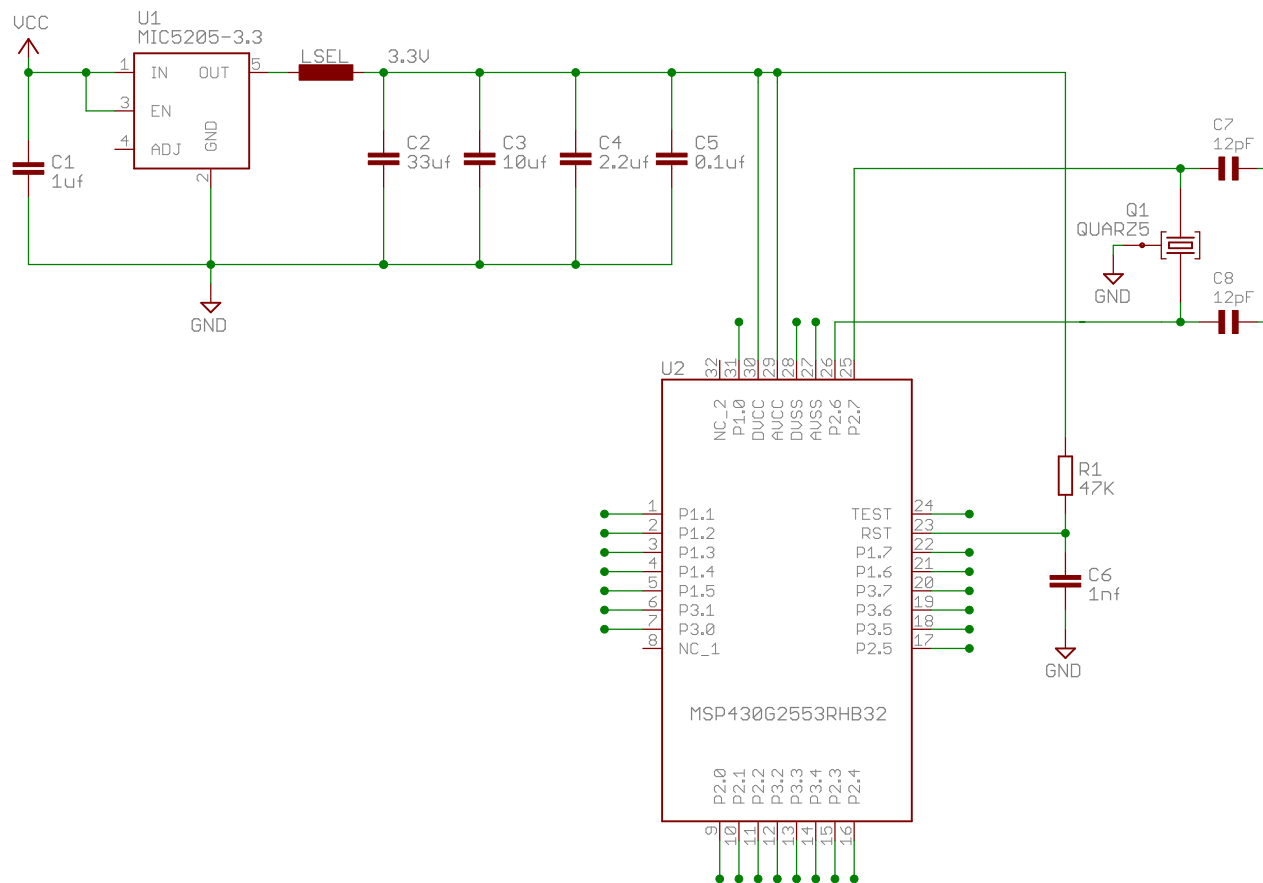 VCC
U1
MIC5205-3.3
1
IN
OUT
5
3
EN
4
ADJ
GND
2
LSEL
3.3V
C1
1uf
C2
33uf
C3
10uf
C4
2.2uf
C5
0.1uf
GND
C7
12pF
Q1
QUARZ5
GND
C8
12pF
U2
32
31
30
29
28
27
26
25
NC_2
P1.0
DVCC
AVCC
DVSS
AVSS
P2.6
P2.7
1
P1.1
2
P1.2
3
P1.3
4
P1.4
5
P1.5
6
P3.1
7
P3.0
8
NC_1
TEST
24
RST
23
P1.7
22
P1.6
21
P3.7
20
P3.6
19
P3.5
18
P2.5
17
R1
47K
C6
1nf
GND
MSP430G2553RHB32
P2.0
P2.1
P2.2
P3.2
P3.3
P3.4
P2.3
P2.4
9
10
11
12
13
14
15
16